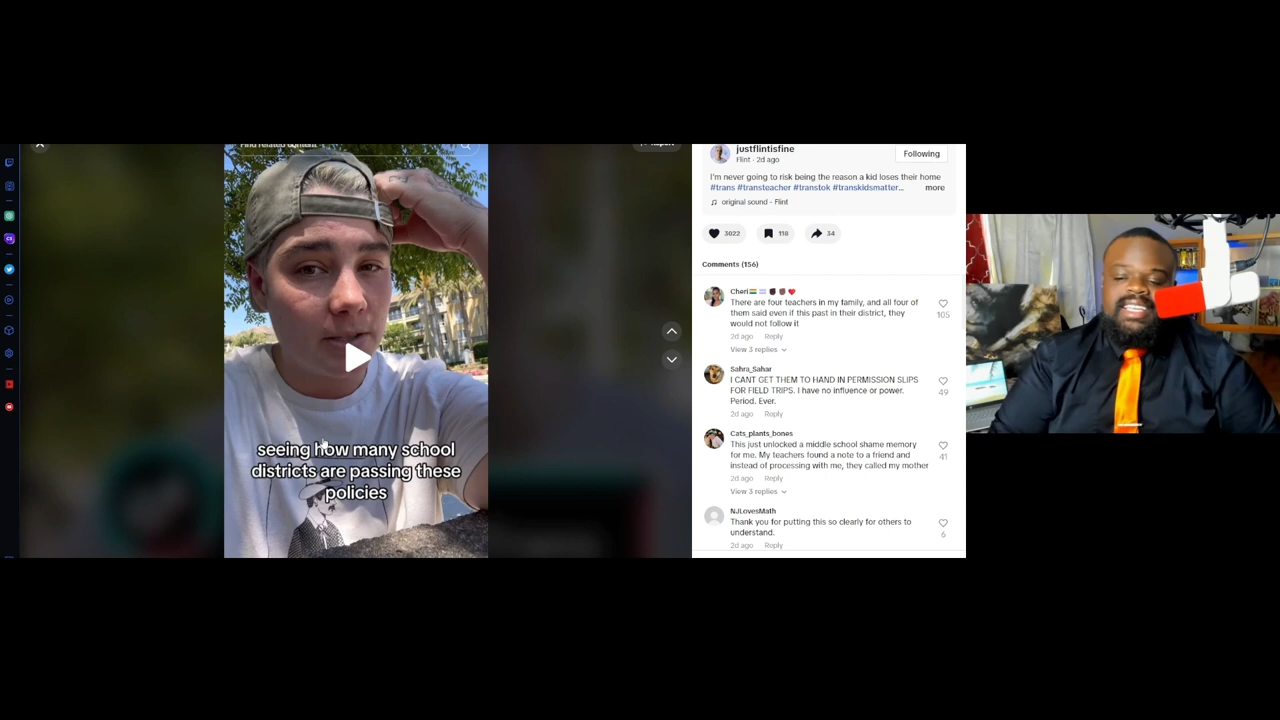 Find related content
seeing how many school
districts are passing these
policies
justflintisfine
Flint · 2d ago
Following
I'm never going to risk being the reason a kid loses their home
#trans #transteacher #transtok #transkidsmatter... more
♫ original sound - Flint
3022
118
34
Comments (156)
Cheri
There are four teachers in my family, and all four of
them said even if this past in their district, they
would not follow it
105
2d ago Reply
View 3 replies
Sahra_Sahar
I CANT GET THEM TO HAND IN PERMISSION SLIPS
FOR FIELD TRIPS. I have no influence or power.
Period. Ever.
49
2d ago Reply
Cats_plants_bones
This just unlocked a middle school shame memory
for me. My teachers found a note to a friend and
instead of processing with me, they called my mother
41
2d ago Reply
View 3 replies
NJLovesMath
Thank you for putting this so clearly for others to
understand.
6
2d ago Reply